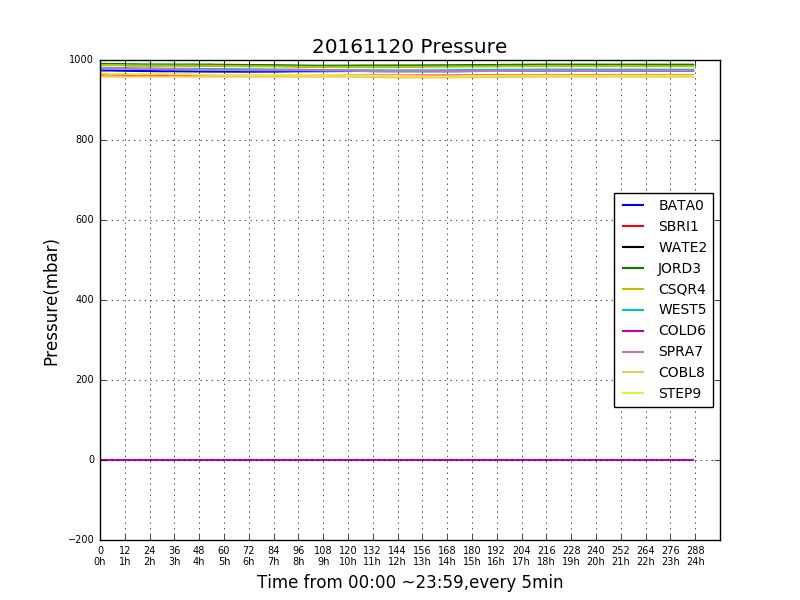 20161120 Pressure
1000
800
600
400
200
0
−200
Pressure(mbar)
BATA0
SBRI1
WATE2
JORD3
CSQR4
WEST5
COLD6
SPRA7
COBL8
STEP9
0 12 24 36 48 60 72 84 96 108 120 132 144 156 168 180 192 204 216 228 240 252 264 276 288
0h 1h 2h 3h 4h 5h 6h 7h 8h 9h 10h 11h 12h 13h 14h 15h 16h 17h 18h 19h 20h 21h 22h 23h 24h
Time from 00:00 ~23:59,every 5min